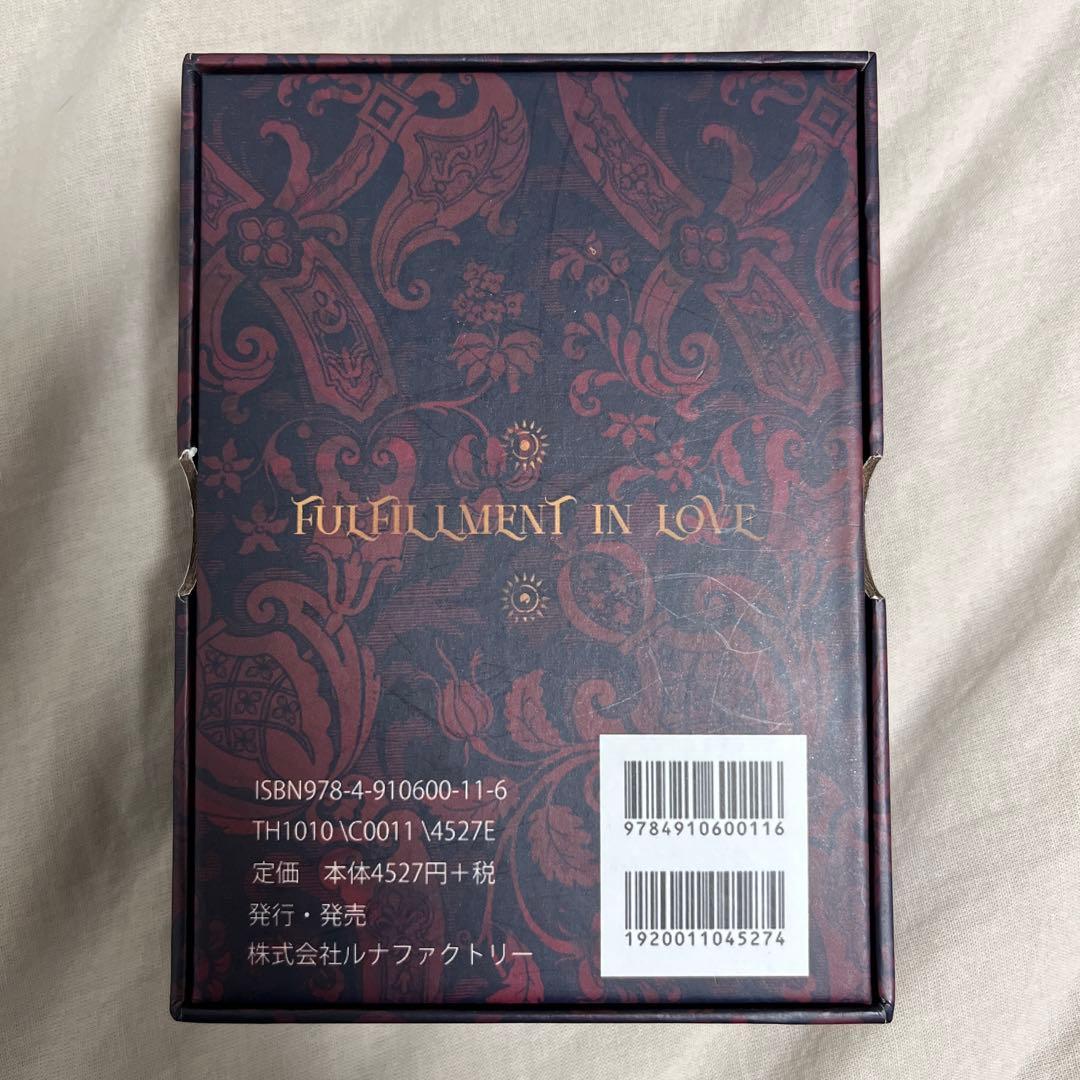 FULFILLMENT IN LOVE
ISBN978-4-910600-11-6
TH1010 \C0011 \4527E
定価　本体4527円＋税
発行・発売
株式会社ルナファクトリー
9784910600116
1920011045274